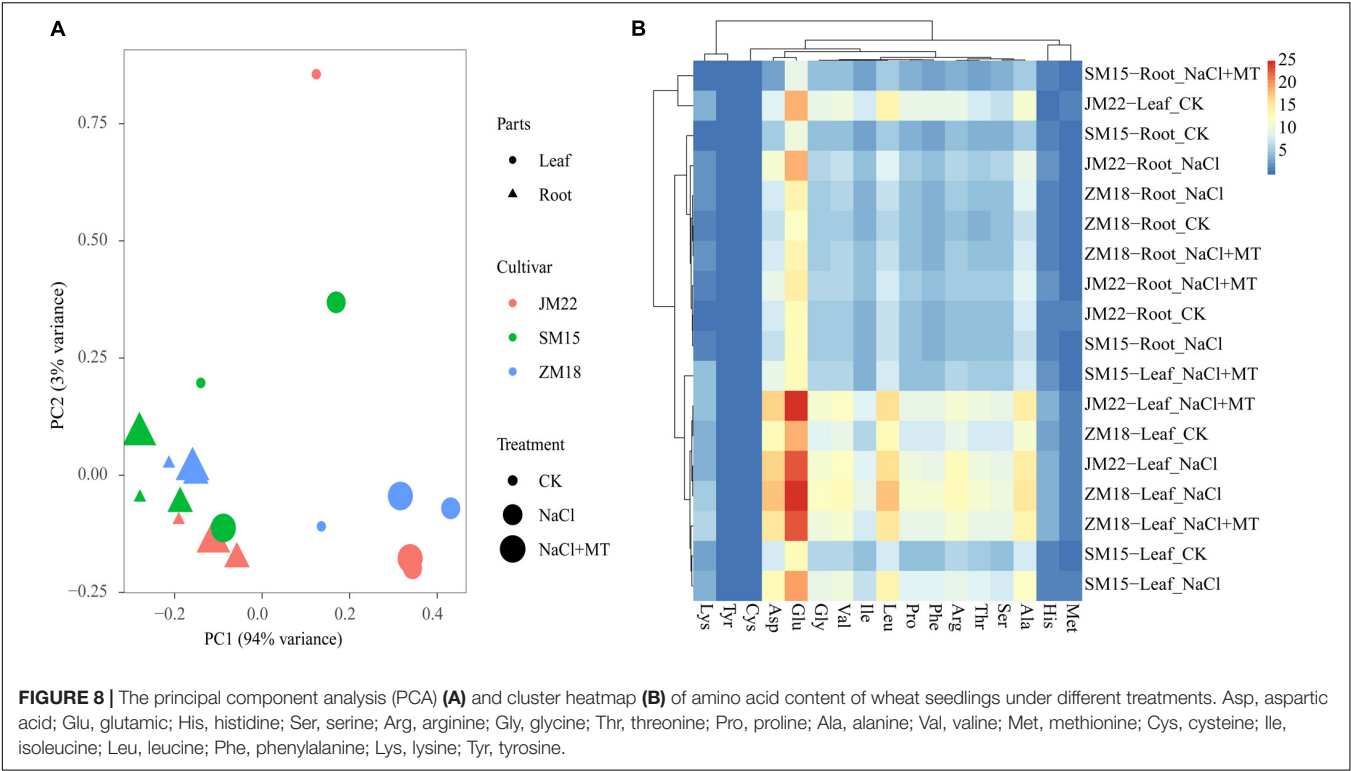 A
0.75
0.50
0.25
0.00
−0.25
PC2 (3% variance)
−0.2
0.0
0.2
0.4
PC1 (94% variance)
Parts
Leaf
Root
Cultivar
JM22
SM15
ZM18
Treatment
CK
NaCl
NaCl+MT
B
SM15−Root_NaCl+MT
JM22−Leaf_CK
SM15−Root_CK
JM22−Root_NaCl
ZM18−Root_NaCl
ZM18−Root_CK
ZM18−Root_NaCl+MT
JM22−Root_NaCl+MT
JM22−Root_CK
SM15−Root_NaCl
SM15−Leaf_NaCl+MT
JM22−Leaf_NaCl+MT
ZM18−Leaf_CK
JM22−Leaf_NaCl
ZM18−Leaf_NaCl
ZM18−Leaf_NaCl+MT
SM15−Leaf_CK
SM15−Leaf_NaCl
Lys
Tyr
Cys
Asp
Glu
Gly
Val
Ile
Leu
Pro
Phe
Arg
Thr
Ser
Ala
His
Met
25
20
15
10
5
FIGURE 8 | The principal component analysis (PCA) (A) and cluster heatmap (B) of amino acid content of wheat seedlings under different treatments. Asp, aspartic
acid; Glu, glutamic; His, histidine; Ser, serine; Arg, arginine; Gly, glycine; Thr, threonine; Pro, proline; Ala, alanine; Val, valine; Met, methionine; Cys, cysteine; Ile,
isoleucine; Leu, leucine; Phe, phenylalanine; Lys, lysine; Tyr, tyrosine.